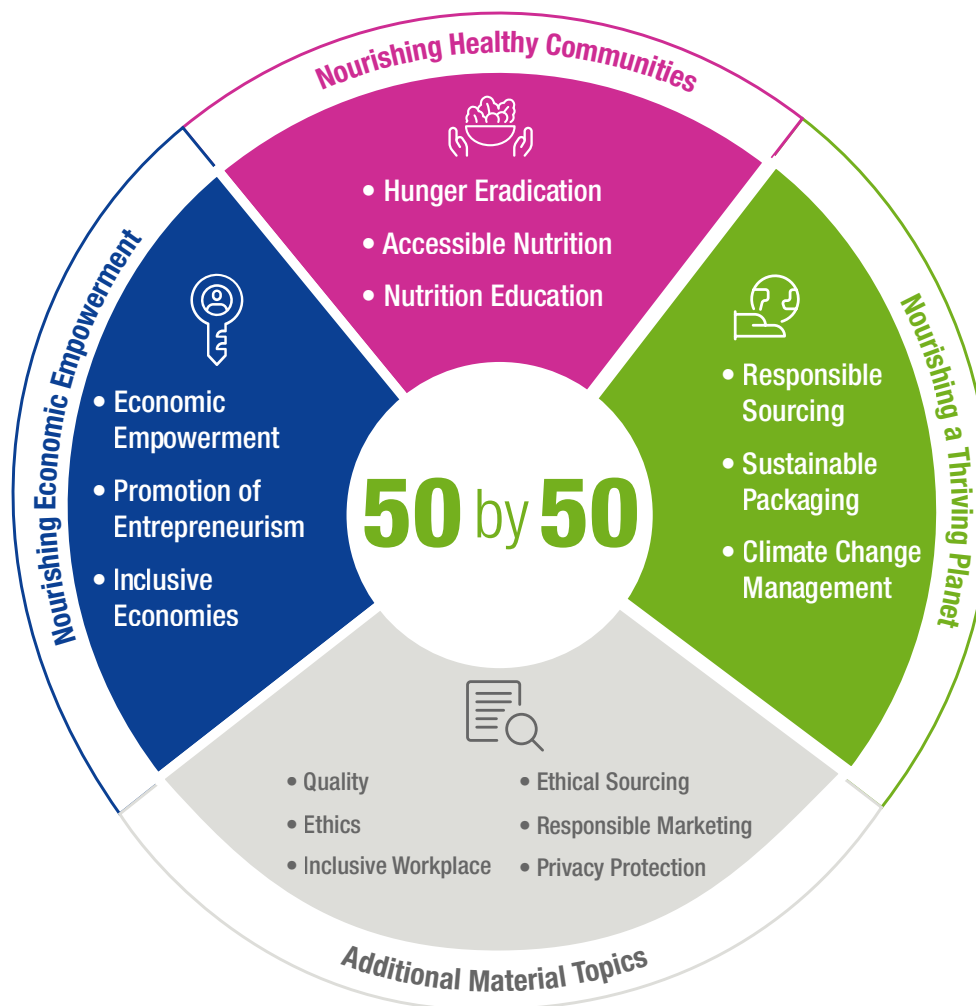 Nourishing Healthy Communities
• Hunger Eradication
• Accessible Nutrition
• Nutrition Education
Nourishing Economic Empowerment
• Economic
Empowerment
• Promotion of
Entrepreneurism
• Inclusive
Economies
50 by 50
Nourishing a Thriving Planet
• Responsible
Sourcing
• Sustainable
Packaging
• Climate Change
Management
• Quality
• Ethics
• Inclusive Workplace
• Ethical Sourcing
• Responsible Marketing
• Privacy Protection
Additional Material Topics